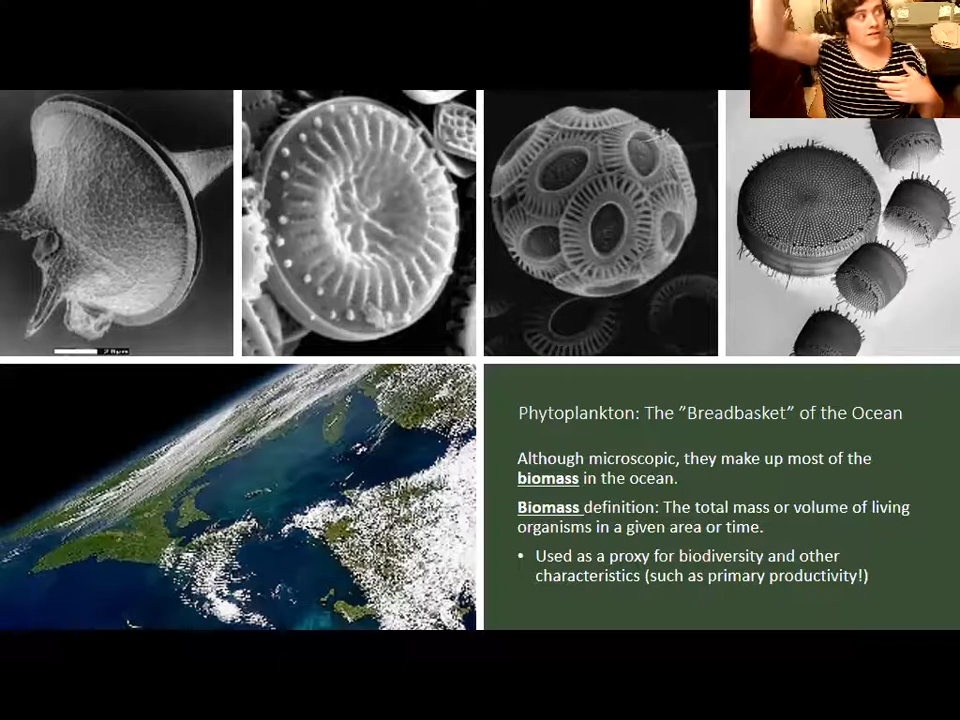 Phytoplankton: The ”Breadbasket” of the Ocean
Although microscopic, they make up most of the
biomass in the ocean.
Biomass definition: The total mass or volume of living
organisms in a given area or time.
• Used as a proxy for biodiversity and other
characteristics (such as primary productivity!)